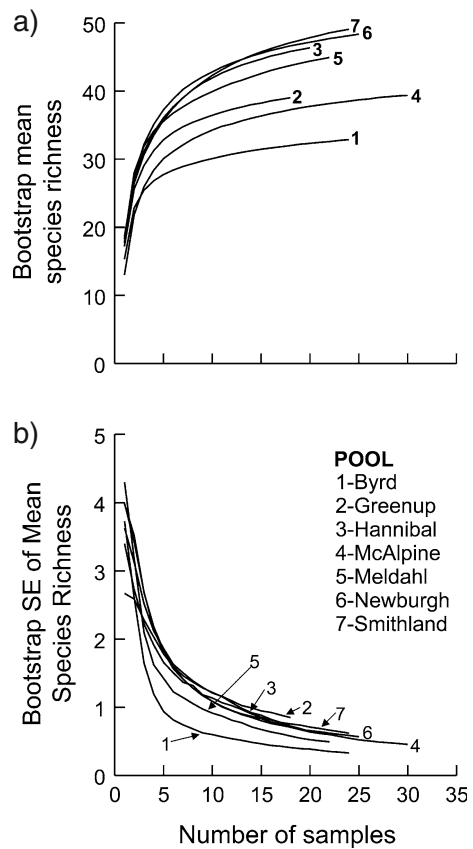 a)
Bootstrap mean
species richness
50
40
30
20
10
0
7
6
3
5
2
4
1
b)
Bootstrap SE of Mean
Species Richness
5
4
3
2
1
0
POOL
1-Byrd
2-Greenup
3-Hannibal
4-McAlpine
5-Meldahl
6-Newburgh
7-Smithland
5
3
2
7
6
4
1
0 5 10 15 20 25 30 35
Number of samples